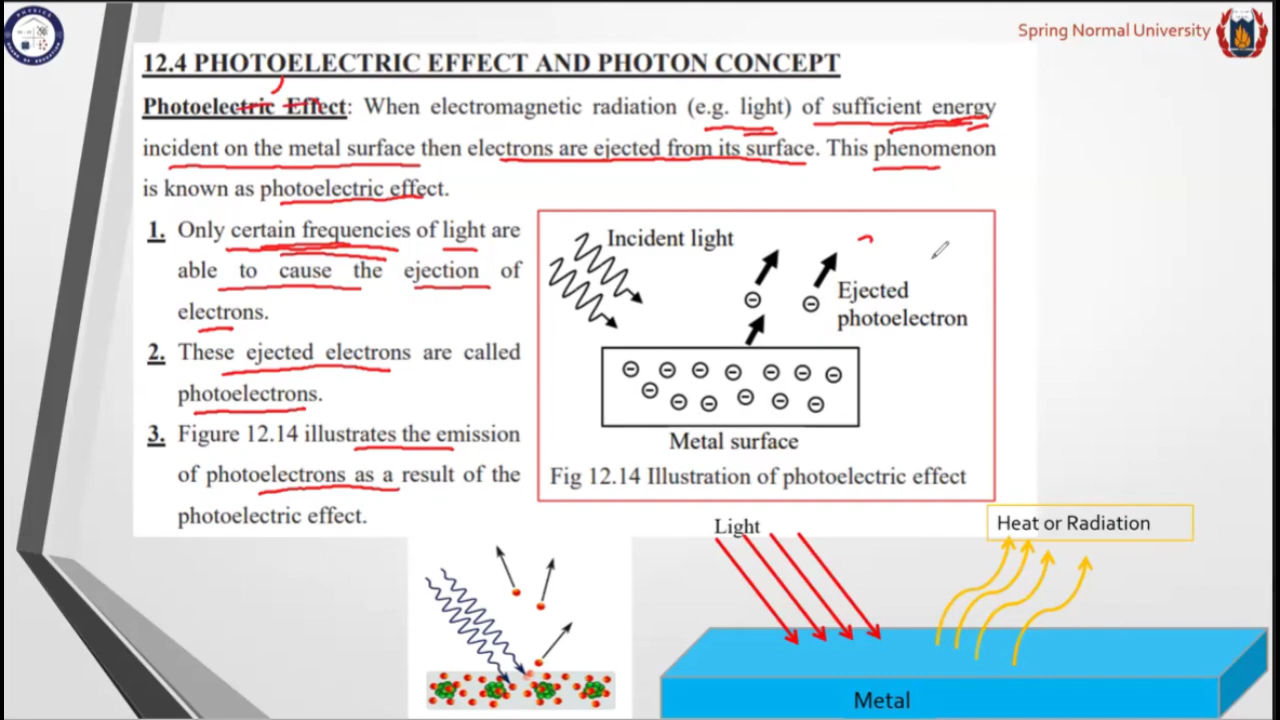 Spring Normal University
12.4 PHOTOELECTRIC EFFECT AND PHOTON CONCEPT
Photoelectric Effect: When electromagnetic radiation (e.g. light) of sufficient energy
incident on the metal surface then electrons are ejected from its surface. This phenomenon
is known as photoelectric effect.
1. Only certain frequencies of light are
able to cause the ejection of
electrons.
2. These ejected electrons are called
photoelectrons.
3. Figure 12.14 illustrates the emission
of photoelectrons as a result of the
photoelectric effect.
Incident light
Ejected
photoelectron
Metal surface
Fig 12.14 Illustration of photoelectric effect
Light
Heat or Radiation
Metal